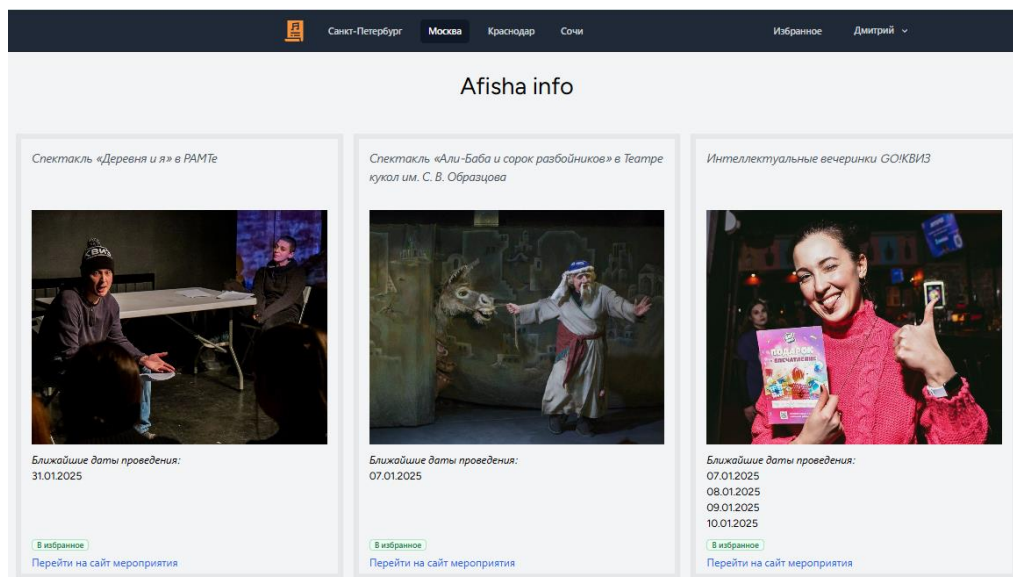 Санкт-Петербург Москва Краснодар Сочи Избранное Дмитрий
Afisha info
Спектакль «Деревня и я» в РАМТе
Спектакль «Али-Баба и сорок разбойников» в Театре
кукол им. С. В. Образцова
Интеллектуальные вечеринки GO!КВИЗ
ПОДАРОК
ВПЕЧАТЛЕНИЕ
Ближайшие даты проведения:
31.01.2025
В избранное
Перейти на сайт мероприятия
Ближайшие даты проведения:
07.01.2025
В избранное
Перейти на сайт мероприятия
Ближайшие даты проведения:
07.01.2025
08.01.2025
09.01.2025
10.01.2025
В избранное
Перейти на сайт мероприятия